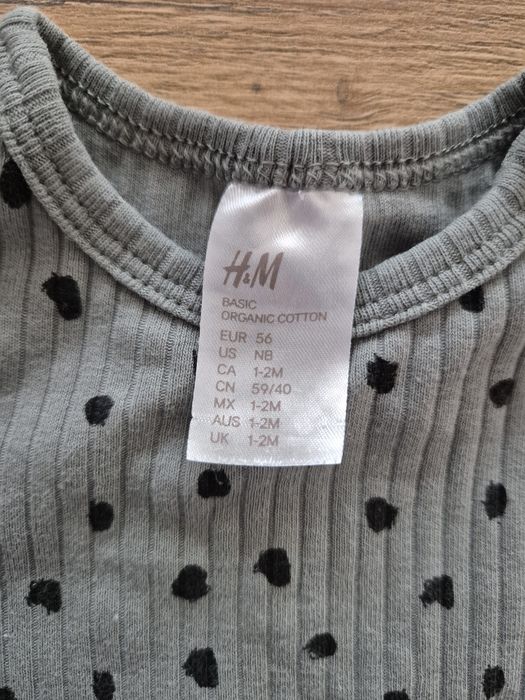 H&M
BASIC
ORGANIC COTTON
EUR 56
US NB
CA 1-2M
CN 59/40
MX 1-2M
AUS 1-2M
UK 1-2M